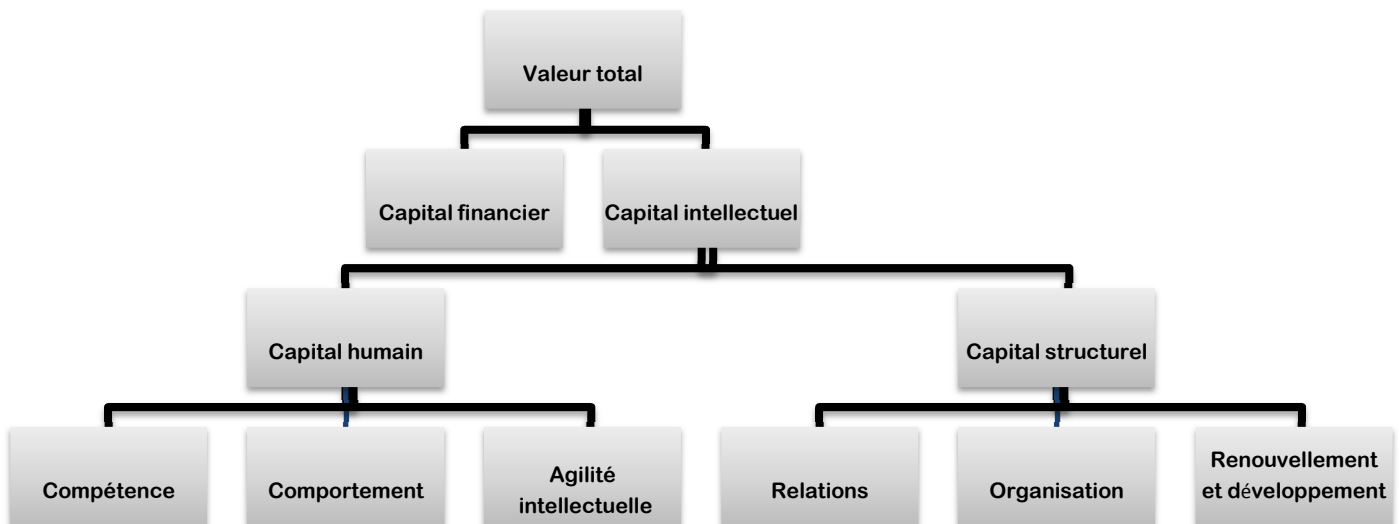 Valeur total
Capital financier
Capital intellectuel
Capital humain
Capital structurel
Compétence
Comportement
Agilité
intellectuelle
Relations
Organisation
Renouvellement
et développement